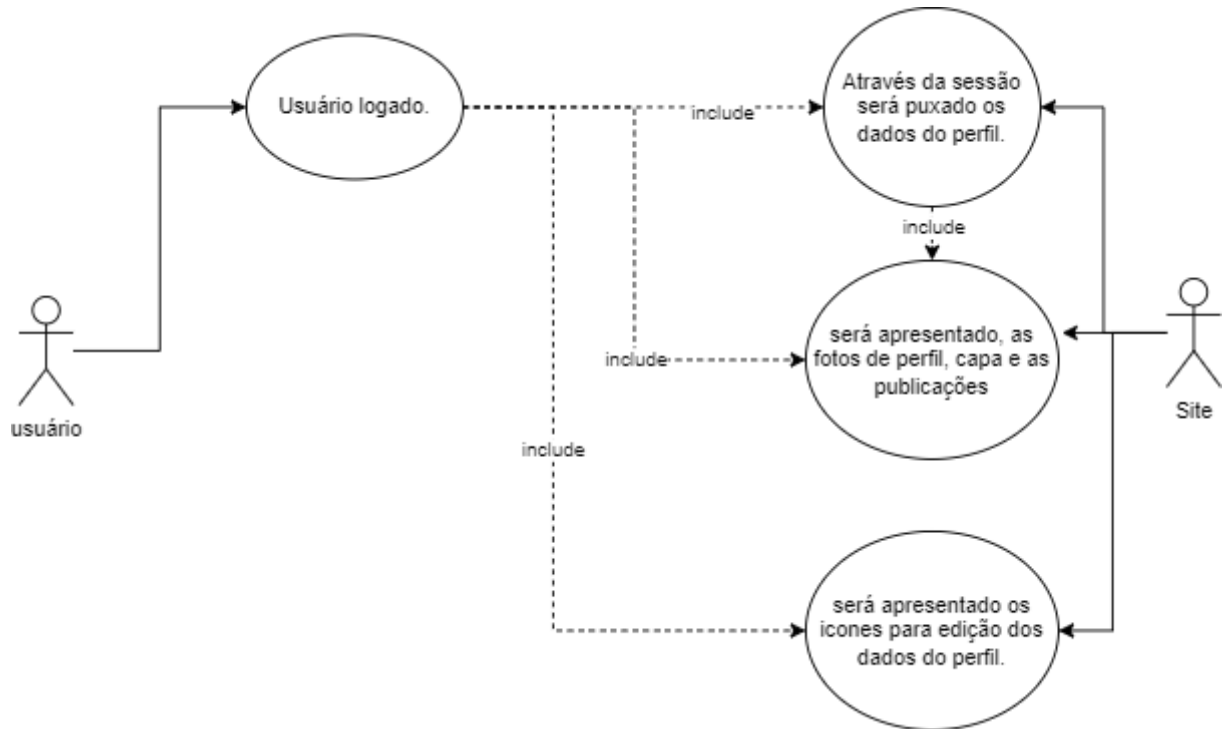 Usuário logado.
include
Através da sessão
será puxado os
dados do perfil.
include
será apresentado, as
fotos de perfil, capa e as
publicações
include
usuário
Site
include
será apresentado os
icones para edição dos
dados do perfil.